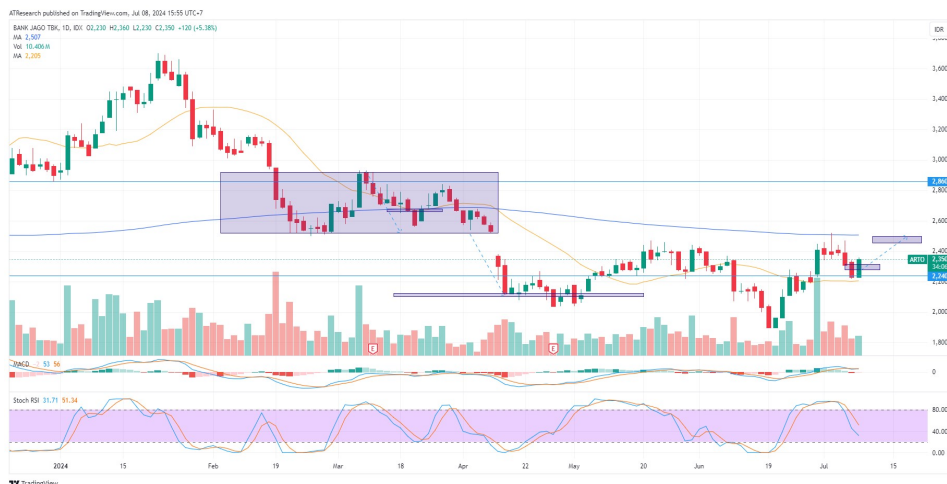 ATResearch published on TradingView.com, Jul 08, 2024 15:55 UTC+7
BANK JAGO TBK, 1D, IDX O2,230 H2,360 L2,230 C2,350 +120 (+5.38%)
IDR
MA 2,507
Vol 10.406M
MA 2,205
3,600
3,400
3,200
3,000
2,860
2,800
2,600
2,400
ARTO 2,350
2,240
2,200
2,000
1,800
E
E
MACD 53 56
0
Stoch RSI 31.71 51.34
80.00
40.00
0.00
2024 15 Feb 19 Mar 18 Apr 22 May 20 Jun 19 Jul 15
TradingView